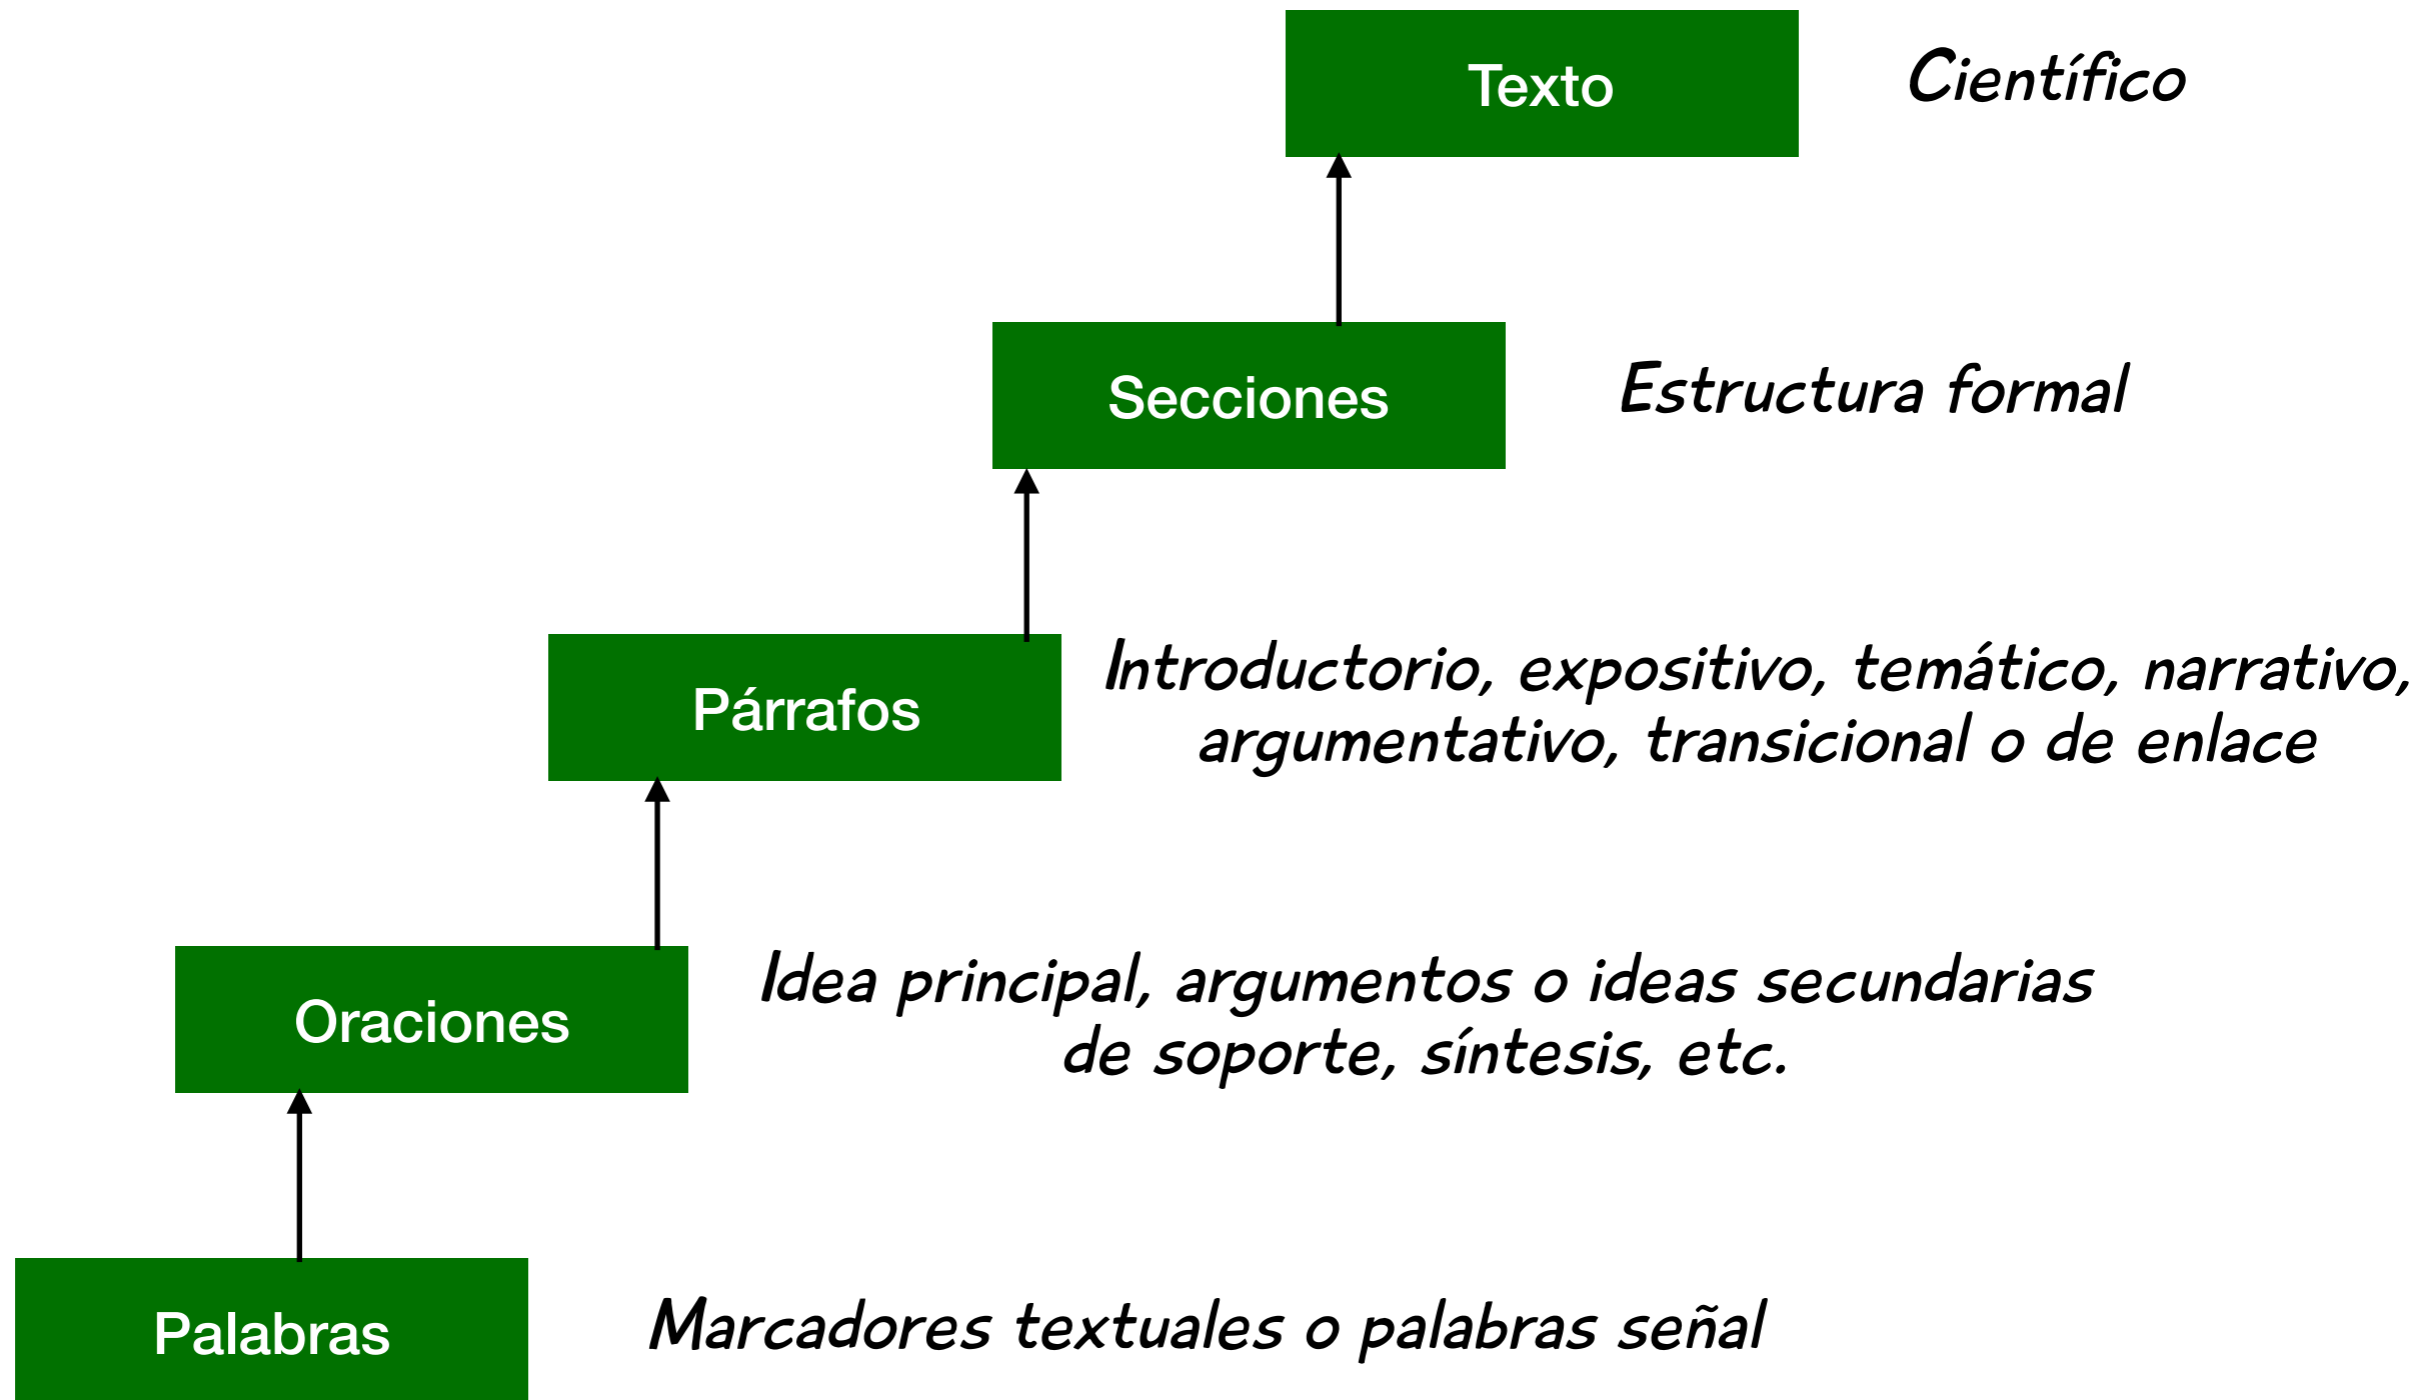 Texto
Científico
Secciones
Estructura formal
Párrafos
Introductorio, expositivo, temático, narrativo,
argumentativo, transicional o de enlace
Oraciones
Idea principal, argumentos o ideas secundarias
de soporte, síntesis, etc.
Palabras
Marcadores textuales o palabras señal